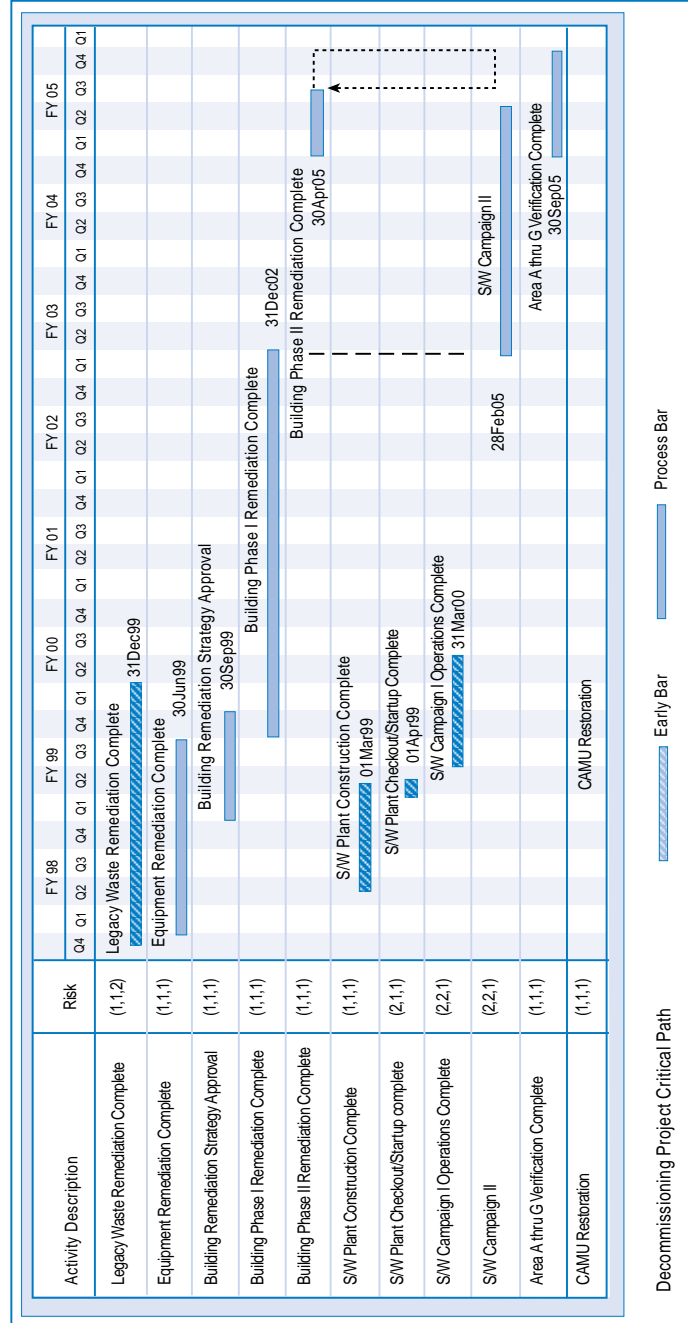 Activity Description Risk FY 98 FY 99 FY 00 FY 01 FY 02 FY 03 FY 04 FY 05
Q4 Q1 Q2 Q3 Q4 Q1 Q2 Q3 Q4 Q1 Q2 Q3 Q4 Q1 Q2 Q3 Q4 Q1 Q2 Q3 Q4 Q1 Q2 Q3 Q4 Q1 Q2 Q3 Q4 Q1 Q2 Q3 Q4 Q1
Legacy Waste Remediation Complete (1,1,2) Legacy Waste Remediation Complete
31Dec99
Equipment Remediation Complete (1,1,1) Equipment Remediation Complete
30Jun99
Building Remediation Strategy Approval (1,1,1) Building Remediation Strategy Approval
30Sep99
Building Phase I Remediation Complete (1,1,1) Building Phase I Remediation Complete
31Dec02
Building Phase II Remediation Complete (1,1,1) Building Phase II Remediation Complete
30Apr05
S/W Plant Construction Complete (1,1,1) S/W Plant Construction Complete
01Mar99
S/W Plant Checkout/Startup complete (2,1,1) S/W Plant Checkout/Startup Complete
01Apr99
S/W Campaign I Operations Complete (2,2,1) S/W Campaign I Operations Complete
31Mar00
S/W Campaign II (2,2,1) S/W Campaign II
28Feb05
Area A thru G Verification Complete (1,1,1) Area A thru G Verification Complete
30Sep05
CAMU Restoration (1,1,1) CAMU Restoration
Decommissioning Project Critical Path Early Bar Process Bar